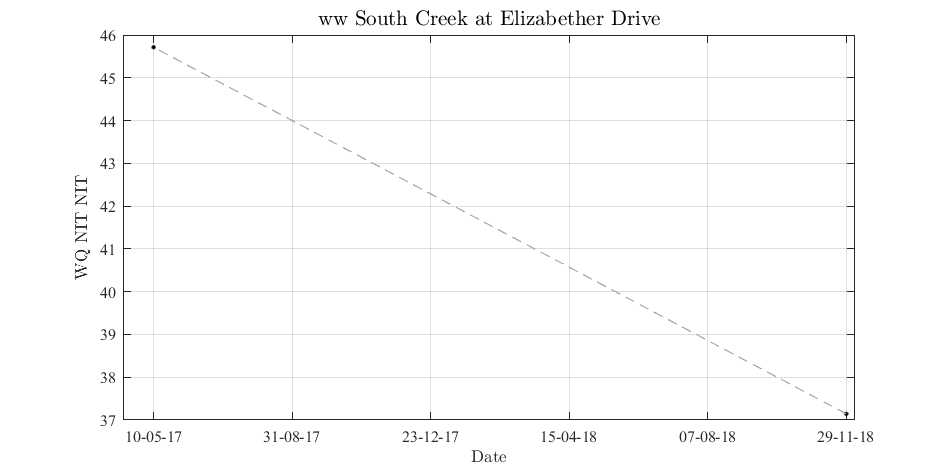 ww South Creek at Elizabether Drive
46
45
44
43
42
41
40
39
38
37
WQ NIT NIT
10-05-17 31-08-17 23-12-17 15-04-18 07-08-18 29-11-18
Date